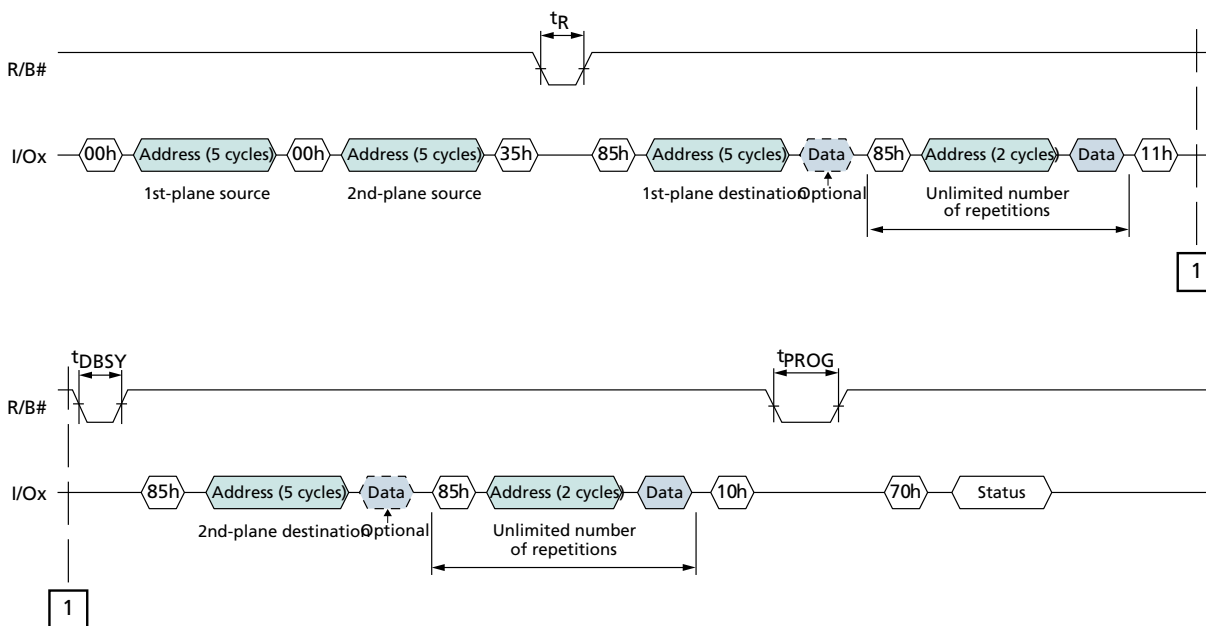 tR
R/B#
I/Ox
00h Address (5 cycles) 00h Address (5 cycles) 35h 85h Address (5 cycles) Data 85h Address (2 cycles) Data 11h
1st-plane source 2nd-plane source 1st-plane destination Optional Unlimited number
of repetitions
1
tDBSY tPROG
R/B#
I/Ox
85h Address (5 cycles) Data 85h Address (2 cycles) Data 10h 70h Status
2nd-plane destination Optional Unlimited number
of repetitions
1